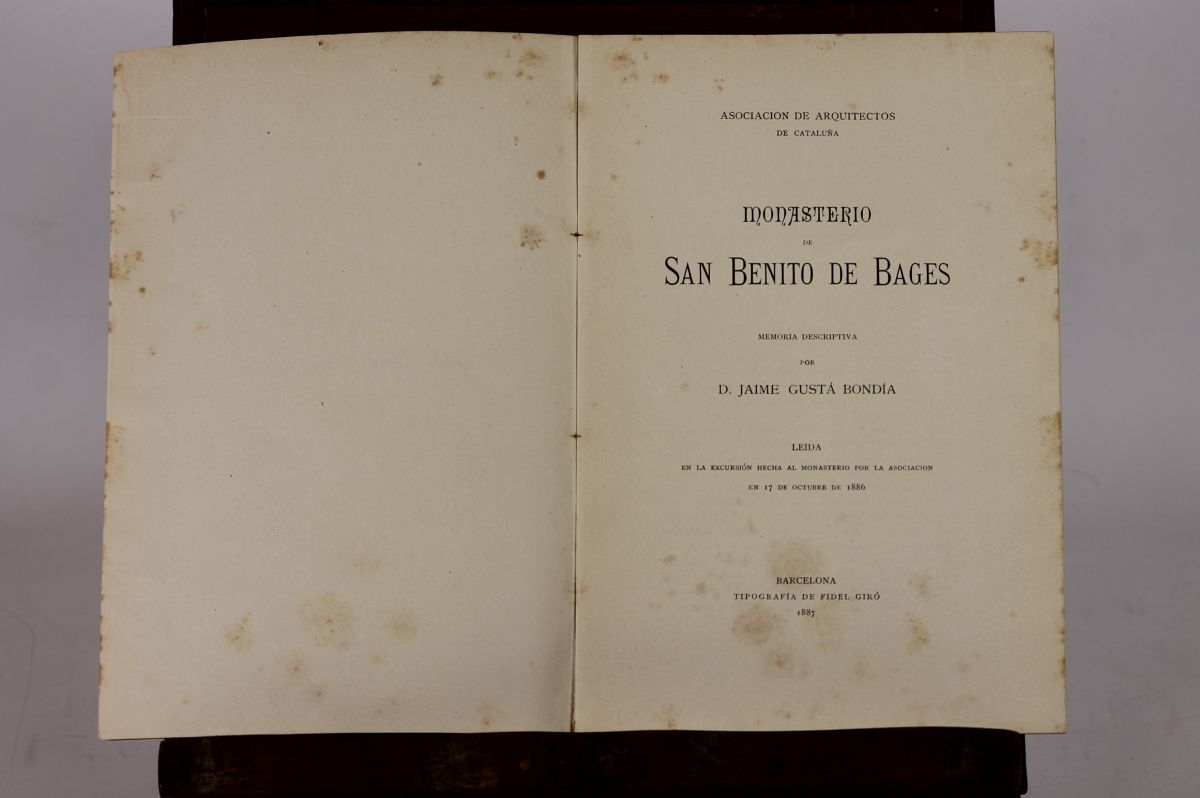 ASOCIACION DE ARQUITECTOS
DE CATALUÑA
MONASTERIO
DE
SAN BENITO DE BAGES
MEMORIA DESCRIPTIVA
POR
D. JAIME GUSTÁ BONDÍA
LEIDA
EN LA EXCURSIÓN HECHA AL MONASTERIO POR LA ASOCIACION
EN 17 DE OCTUBRE DE 1886
BARCELONA
TIPOGRAFÍA DE FIDEL GIRÓ
1887